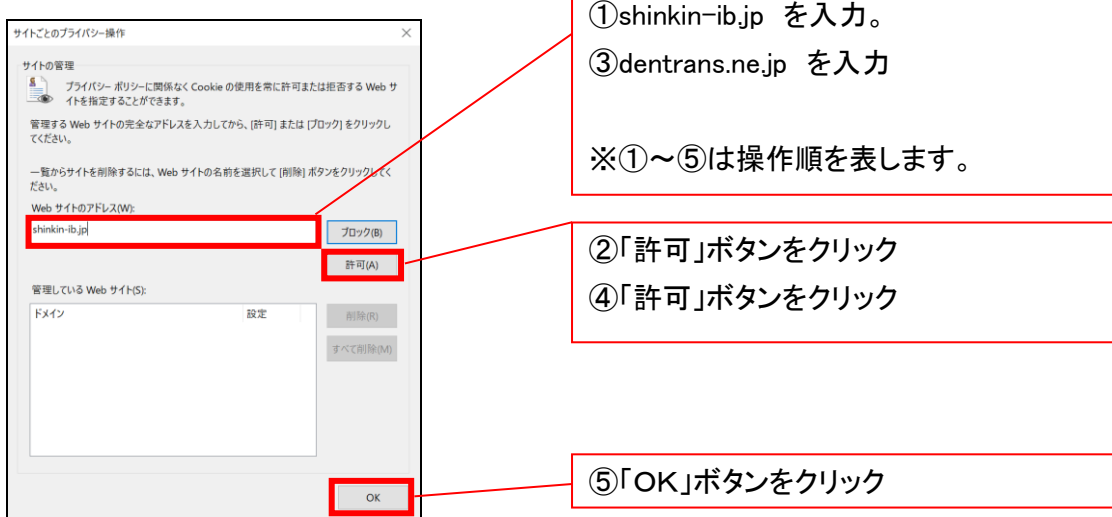 サイトごとのプライバシー操作
サイトの管理
プライバシー ポリシーに関係なく Cookie の使用を常に許可または拒否する Web サ
イトを指定することができます。
管理する Web サイトの完全なアドレスを入力してから、[許可] または [ブロック] をクリックし
てください。
一覧からサイトを削除するには、Web サイトの名前を選択して [削除] ボタンをクリックしてく
ださい。
Web サイトのアドレス(W):
shinkin-ib.jp
ブロック(B)
許可(A)
管理している Web サイト(S):
ドメイン 設定
削除(R)
すべて削除(M)
OK
①shinkin-ib.jp を入力。
③dentrans.ne.jp を入力
※①~⑤は操作順を表します。
②「許可」ボタンをクリック
④「許可」ボタンをクリック
⑤「OK」ボタンをクリック